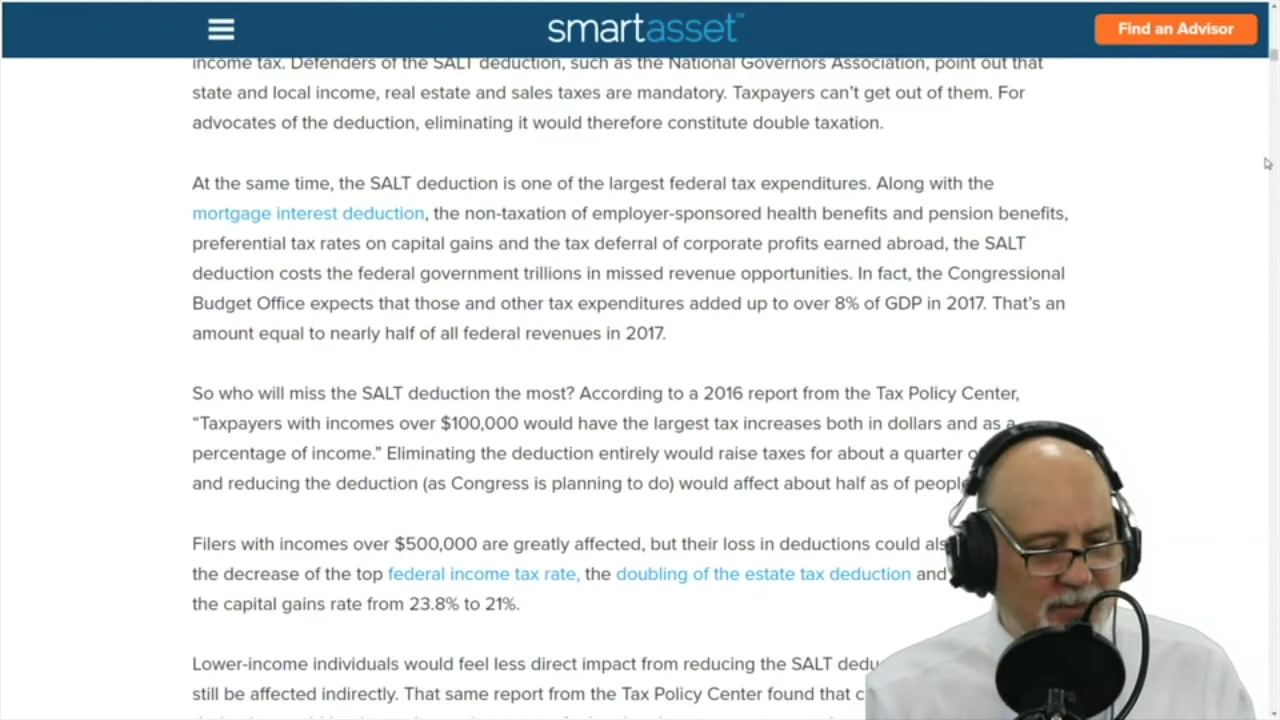 smartasset™
Find an Advisor
income tax. Defenders of the SALT deduction, such as the National Governors Association, point out that
state and local income, real estate and sales taxes are mandatory. Taxpayers can't get out of them. For
advocates of the deduction, eliminating it would therefore constitute double taxation.
At the same time, the SALT deduction is one of the largest federal tax expenditures. Along with the
mortgage interest deduction, the non-taxation of employer-sponsored health benefits and pension benefits,
preferential tax rates on capital gains and the tax deferral of corporate profits earned abroad, the SALT
deduction costs the federal government trillions in missed revenue opportunities. In fact, the Congressional
Budget Office expects that those and other tax expenditures added up to over 8% of GDP in 2017. That's an
amount equal to nearly half of all federal revenues in 2017.
So who will miss the SALT deduction the most? According to a 2016 report from the Tax Policy Center,
“Taxpayers with incomes over $100,000 would have the largest tax increases both in dollars and as a
percentage of income.” Eliminating the deduction entirely would raise taxes for about a quarter
and reducing the deduction (as Congress is planning to do) would affect about half as of
Filers with incomes over $500,000 are greatly affected, but their loss in deductions could
the decrease of the top federal income tax rate, the doubling of the estate tax deduction and
the capital gains rate from 23.8% to 21%.
Lower-income individuals would feel less direct impact from reducing the SALT
still be affected indirectly. That same report from the Tax Policy Center found that